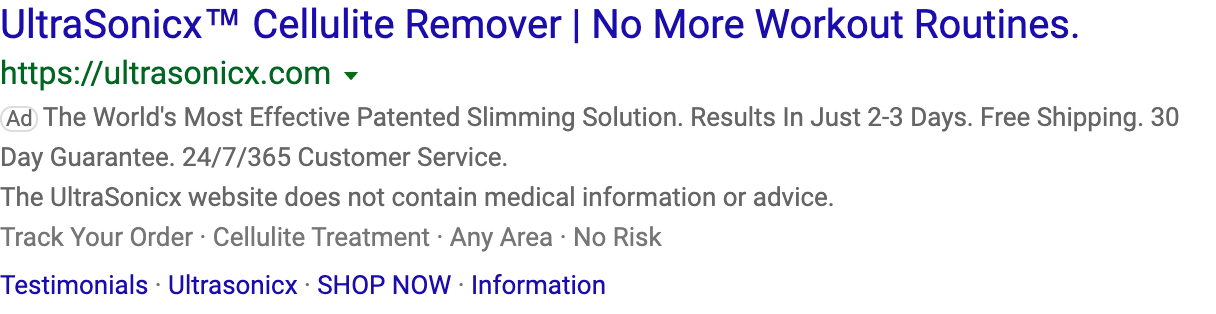 UltraSonicx™ Cellulite Remover | No More Workout Routines.
https://ultrasonicx.com
Ad The World's Most Effective Patented Slimming Solution. Results In Just 2-3 Days. Free Shipping. 30
Day Guarantee. 24/7/365 Customer Service.
The UltraSonicx website does not contain medical information or advice.
Track Your Order · Cellulite Treatment · Any Area · No Risk
Testimonials · Ultrasonicx · SHOP NOW · Information